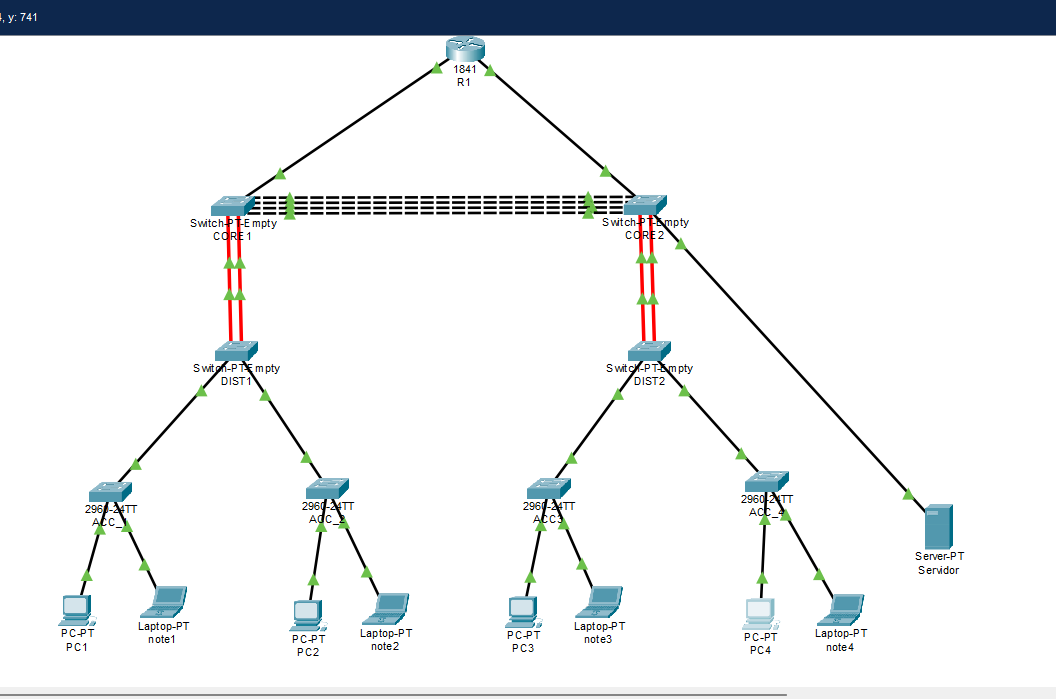 , y: 741
1841
R1
Switch-PT-Empty
CORE1
Switch-PT-Empty
CORE2
Switch-PT-Empty
DIST1
Switch-PT-Empty
DIST2
2960-24TT
ACC_
2960-24TT
ACC_2
2960-24TT
ACC3
2960-24TT
ACC_4
Server-PT
Servidor
PC-PT
PC1
Laptop-PT
note1
PC-PT
PC2
Laptop-PT
note2
PC-PT
PC3
Laptop-PT
note3
PC-PT
PC4
Laptop-PT
note4